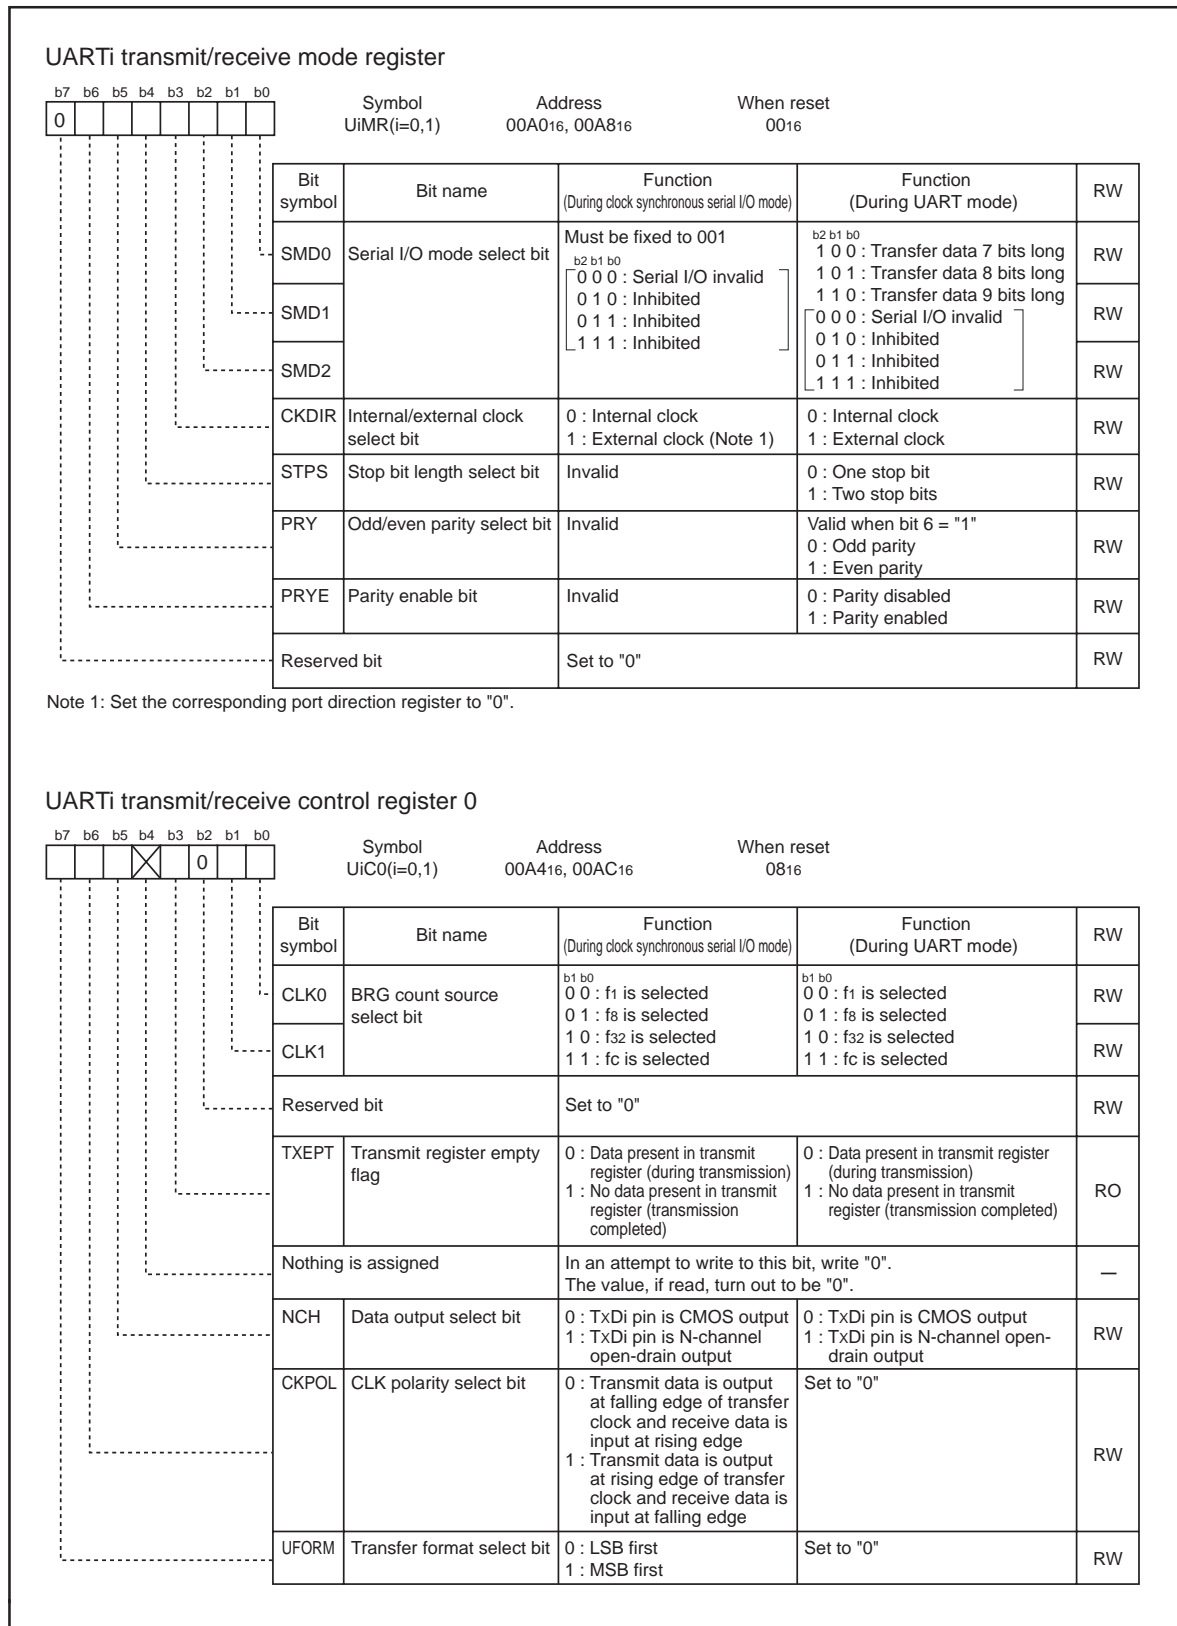 UARTi transmit/receive mode register
b7 b6 b5 b4 b3 b2 b1 b0
0
Symbol Address When reset
UiMR(i=0,1) 00A016, 00A816 0016
Bit symbol
Bit name
Function
(During clock synchronous serial I/O mode)
Function
(During UART mode)
RW
SMD0
SMD1
SMD2
Serial I/O mode select bit
Must be fixed to 001
b2 b1 b0
0 0 0 : Serial I/O invalid
0 1 0 : Inhibited
0 1 1 : Inhibited
1 1 1 : Inhibited
b2 b1 b0
1 0 0 : Transfer data 7 bits long
1 0 1 : Transfer data 8 bits long
1 1 0 : Transfer data 9 bits long
0 0 0 : Serial I/O invalid
0 1 0 : Inhibited
0 1 1 : Inhibited
1 1 1 : Inhibited
RW
RW
RW
CKDIR
Internal/external clock
select bit
0 : Internal clock
1 : External clock (Note 1)
0 : Internal clock
1 : External clock
RW
STPS
Stop bit length select bit
Invalid
0 : One stop bit
1 : Two stop bits
RW
PRY
Odd/even parity select bit
Invalid
Valid when bit 6 = "1"
0 : Odd parity
1 : Even parity
RW
PRYE
Parity enable bit
Invalid
0 : Parity disabled
1 : Parity enabled
RW
Reserved bit
Set to "0"
RW
Note 1: Set the corresponding port direction register to "0".
UARTi transmit/receive control register 0
b7 b6 b5 b4 b3 b2 b1 b0
0
Symbol Address When reset
UiC0(i=0,1) 00A416, 00AC16 0816
Bit symbol
Bit name
Function
(During clock synchronous serial I/O mode)
Function
(During UART mode)
RW
CLK0
CLK1
BRG count source
select bit
b1 b0
0 0 : f1 is selected
0 1 : f8 is selected
1 0 : f32 is selected
1 1 : fc is selected
b1 b0
0 0 : f1 is selected
0 1 : f8 is selected
1 0 : f32 is selected
1 1 : fc is selected
RW
RW
Reserved bit
Set to "0"
RW
TXEPT
Transmit register empty
flag
0 : Data present in transmit
register (during transmission)
1 : No data present in transmit
register (transmission
completed)
0 : Data present in transmit register
(during transmission)
1 : No data present in transmit
register (transmission completed)
RO
Nothing is assigned
In an attempt to write to this bit, write "0".
The value, if read, turn out to be "0".
—
NCH
Data output select bit
0 : TXDi pin is CMOS output
1 : TXDi pin is N-channel
open-drain output
0 : TXDi pin is CMOS output
1 : TXDi pin is N-channel open-
drain output
RW
CKPOL
CLK polarity select bit
0 : Transmit data is output
at falling edge of transfer
clock and receive data is
input at rising edge
1 : Transmit data is output
at rising edge of transfer
clock and receive data is
input at falling edge
Set to "0"
RW
UFORM
Transfer format select bit
0 : LSB first
1 : MSB first
Set to "0"
RW